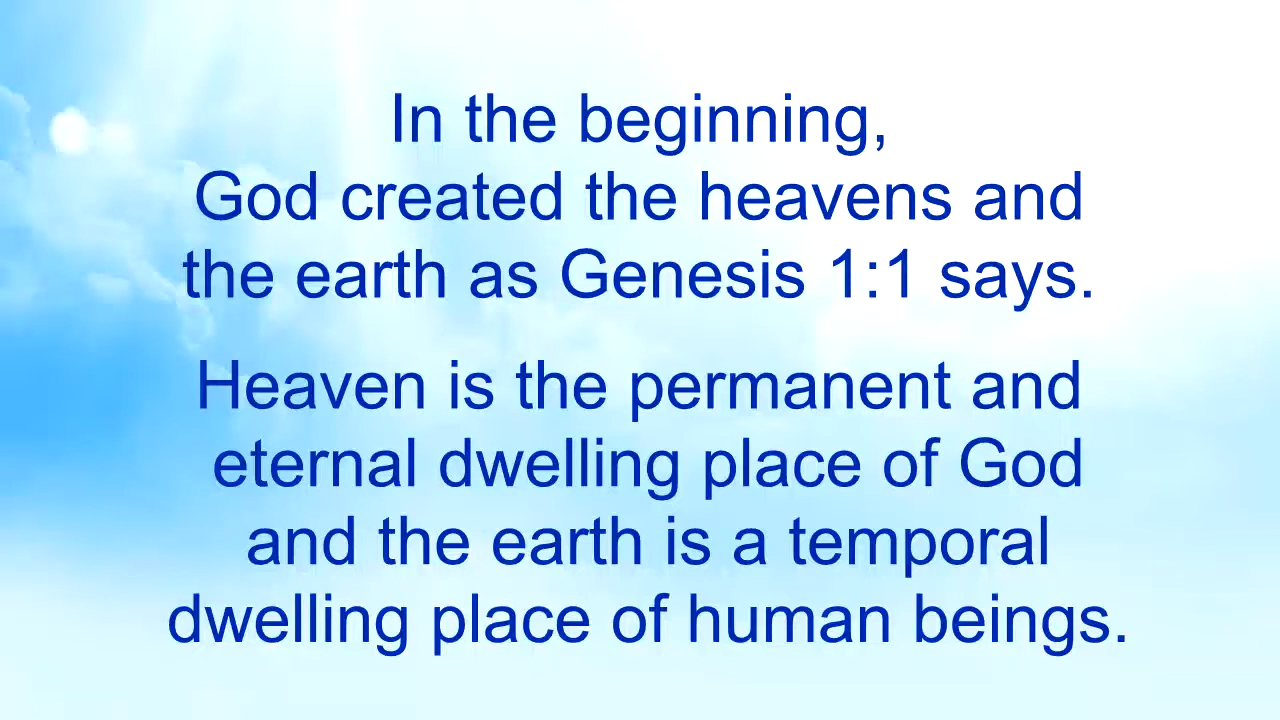 In the beginning,
God created the heavens and
the earth as Genesis 1:1 says.
Heaven is the permanent and
eternal dwelling place of God
and the earth is a temporal
dwelling place of human beings.